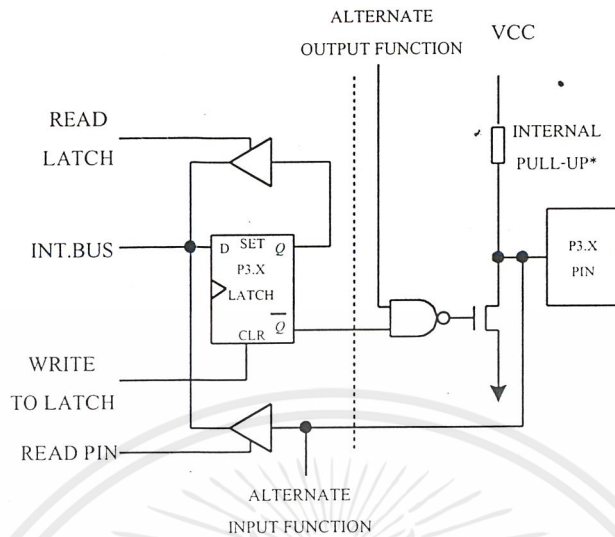 ALTERNATE
OUTPUT FUNCTION
VCC
READ
LATCH
INTERNAL
PULL-UP*
INT.BUS
D SET Q
P3.X
LATCH
CLR Q
P3.X
PIN
WRITE
TO LATCH
READ PIN
ALTERNATE
INPUT FUNCTION